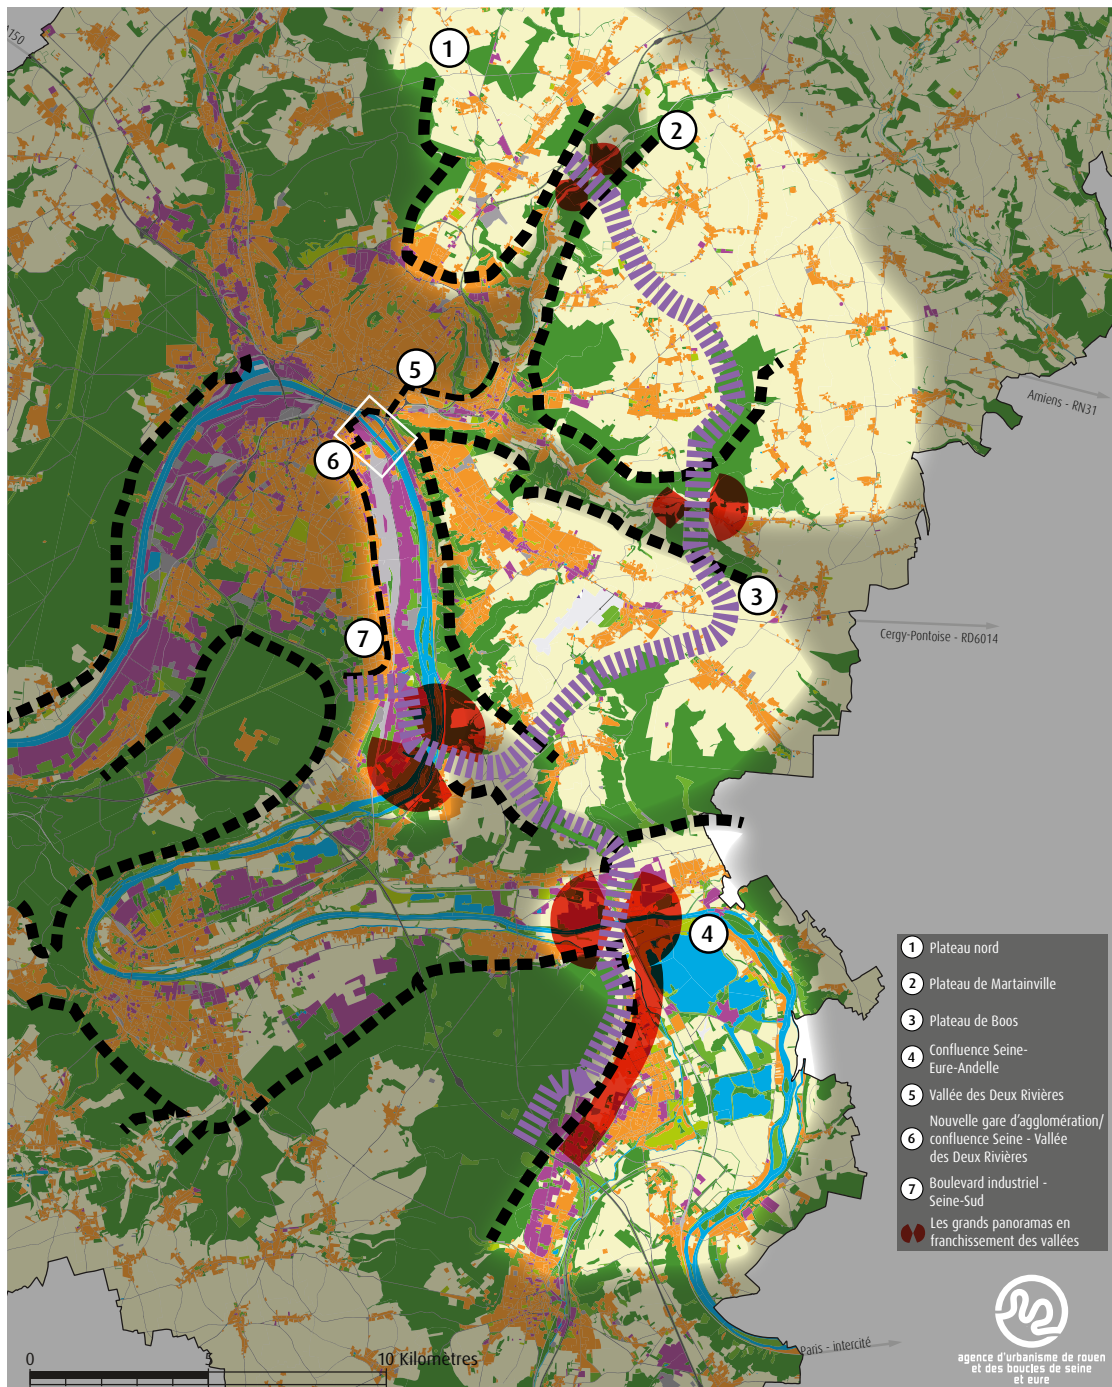 1150
1
2
5
Amiens - RN31
6
3
7
Cergy-Pontoise - RD6014
4
1 Plateau nord
2 Plateau de Martainville
3 Plateau de Boos
4 Confluence Seine-
Eure-Andelle
5 Vallée des Deux Rivières
6 Nouvelle gare d'agglomération/
confluence Seine - Vallée
des Deux Rivières
7 Boulevard industriel -
Seine-Sud
Les grands panoramas en
franchissement des vallées
Paris - intercité
0 5 10 Kilomètres
agence d'urbanisme de rouen
et des boucles de seine
et eure